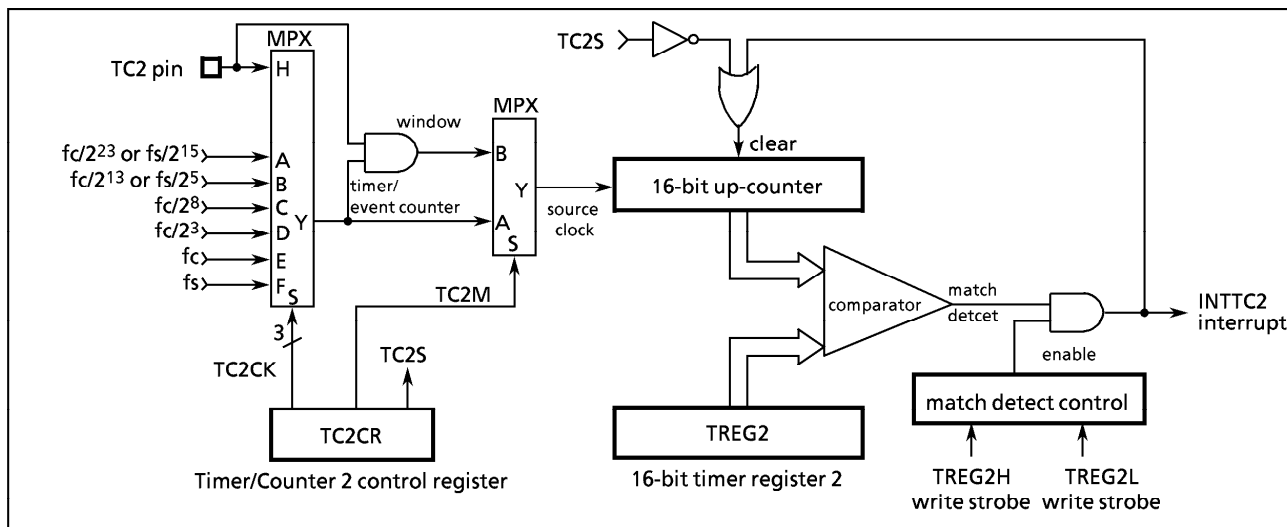 MPX
TC2 pin
H
fc/2²³ or fs/2¹⁵
A
fc/2¹³ or fs/2⁵
B
fc/2⁸
C
fc/2³
D
fc
E
fs
F
Y
S
3
TC2CK
window
timer/
event counter
MPX
B
Y
A
S
TC2M
TC2S
TC2CR
Timer/Counter 2 control register
source
clock
TC2S
clear
16-bit up-counter
comparator
match
detcet
enable
INTTC2
interrupt
match detect control
TREG2H
write strobe
TREG2L
write strobe
TREG2
16-bit timer register 2